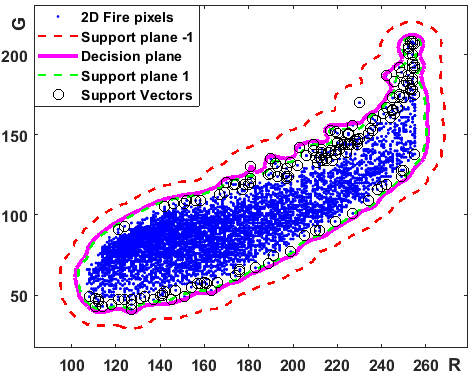 G
2D Fire pixels
Support plane -1
Decision plane
Support plane 1
Support Vectors
200
150
100
50
100 120 140 160 180 200 220 240 260 R